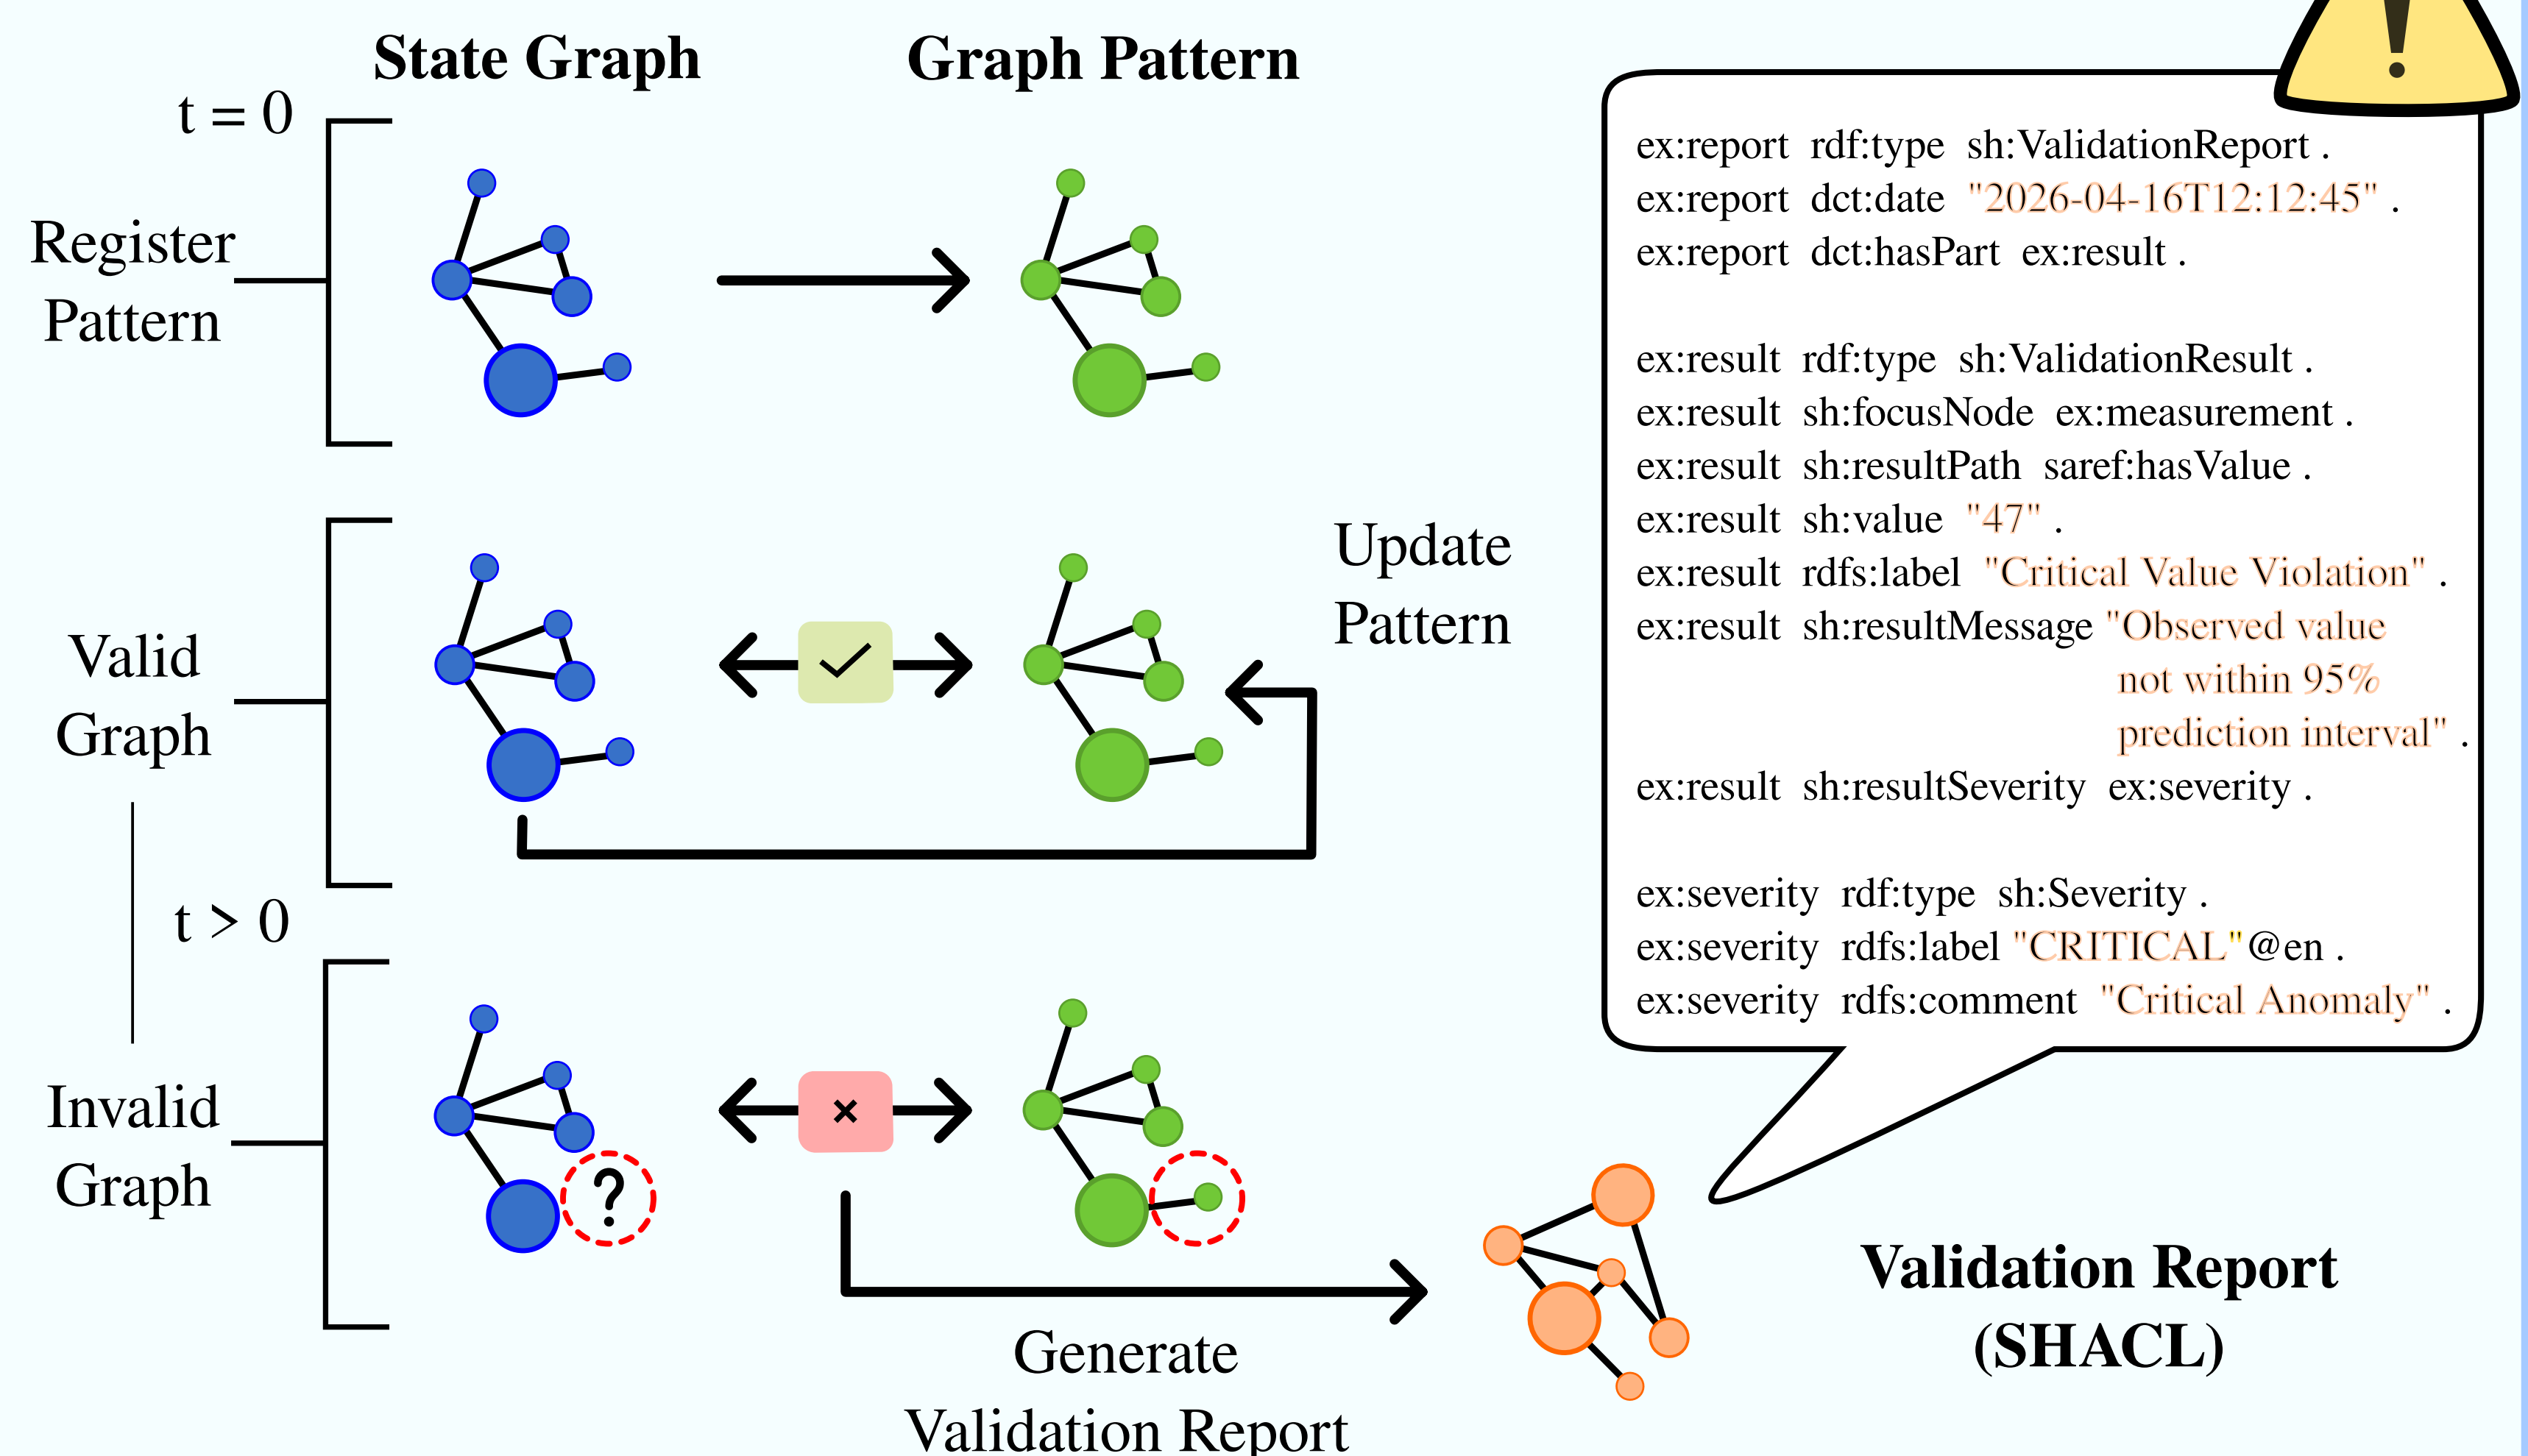 State Graph
Graph Pattern
t = 0
Register
Pattern
Valid
Graph
Update
Pattern
t > 0
Invalid
Graph
?
Generate
Validation Report
!
ex:report rdf:type sh:ValidationReport .
ex:report dct:date "2026-04-16T12:12:45" .
ex:report dct:hasPart ex:result .
ex:result rdf:type sh:ValidationResult .
ex:result sh:focusNode ex:measurement .
ex:result sh:resultPath saref:hasValue .
ex:result sh:value "47" .
ex:result rdfs:label "Critical Value Violation" .
ex:result sh:resultMessage "Observed value
not within 95%
prediction interval" .
ex:result sh:resultSeverity ex:severity .
ex:severity rdf:type sh:Severity .
ex:severity rdfs:label "CRITICAL"@en .
ex:severity rdfs:comment "Critical Anomaly" .
Validation Report
(SHACL)